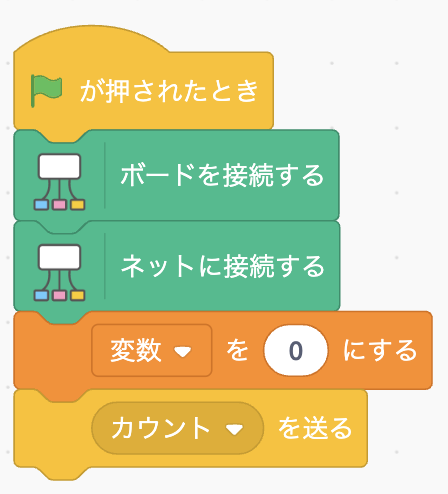 が押されたとき
ボードを接続する
ネットに接続する
変数 を 0 にする
カウント を送る